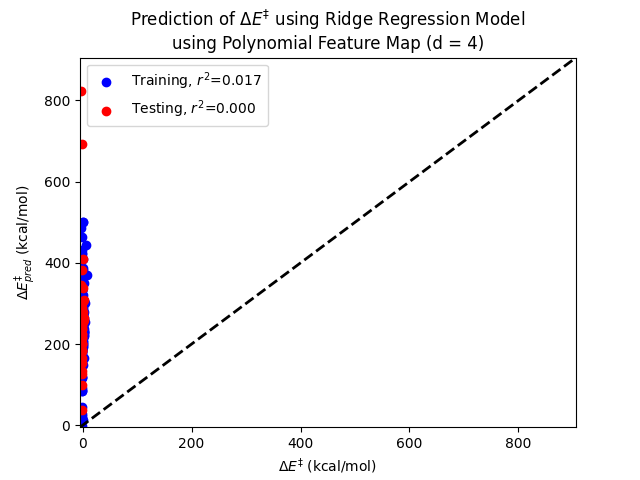 Prediction of ΔE‡ using Ridge Regression Model
using Polynomial Feature Map (d = 4)
Training, r²=0.017
Testing, r²=0.000
ΔE‡pred (kcal/mol)
800
600
400
200
0
0 200 400 600 800
ΔE‡ (kcal/mol)